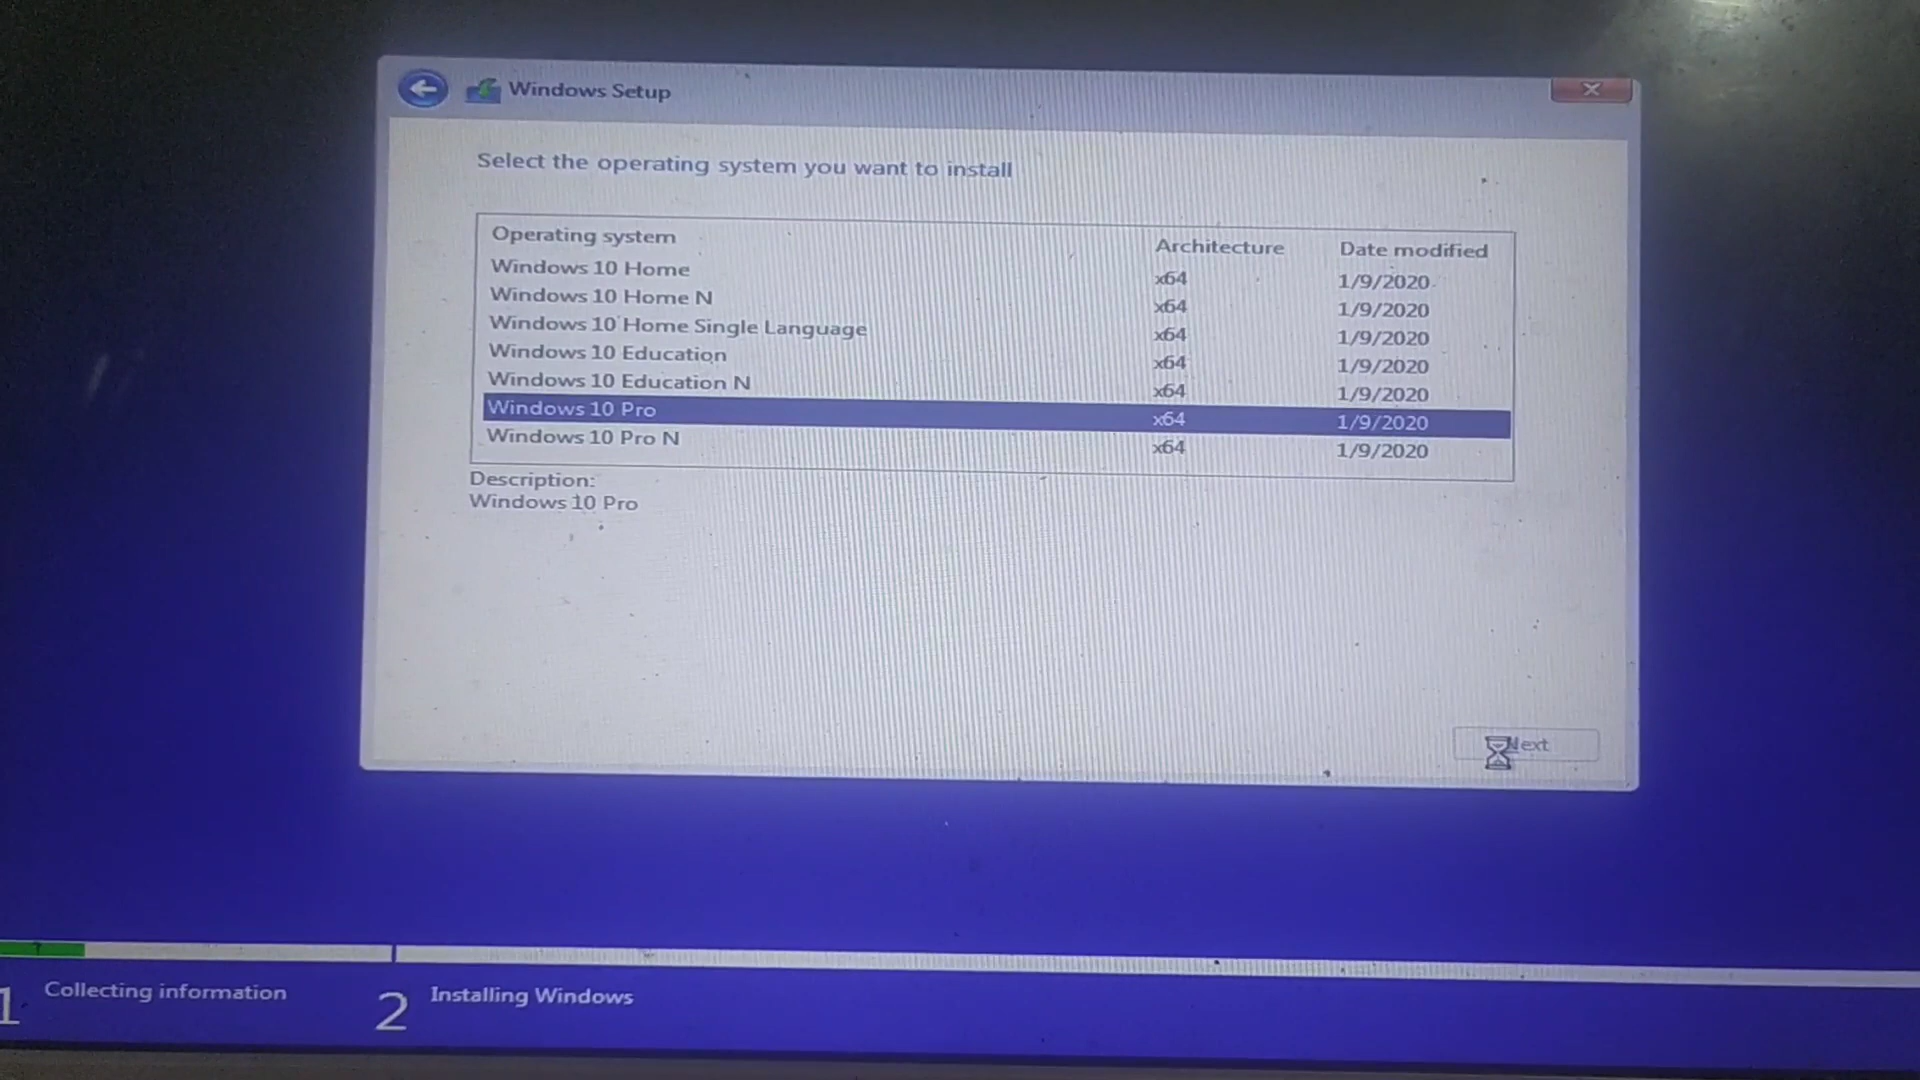 Windows Setup
Select the operating system you want to install
Operating system Architecture Date modified
Windows 10 Home x64 1/9/2020
Windows 10 Home N x64 1/9/2020
Windows 10 Home Single Language x64 1/9/2020
Windows 10 Education x64 1/9/2020
Windows 10 Education N x64 1/9/2020
Windows 10 Pro x64 1/9/2020
Windows 10 Pro N x64 1/9/2020
Description:
Windows 10 Pro
Next
1 Collecting information 2 Installing Windows